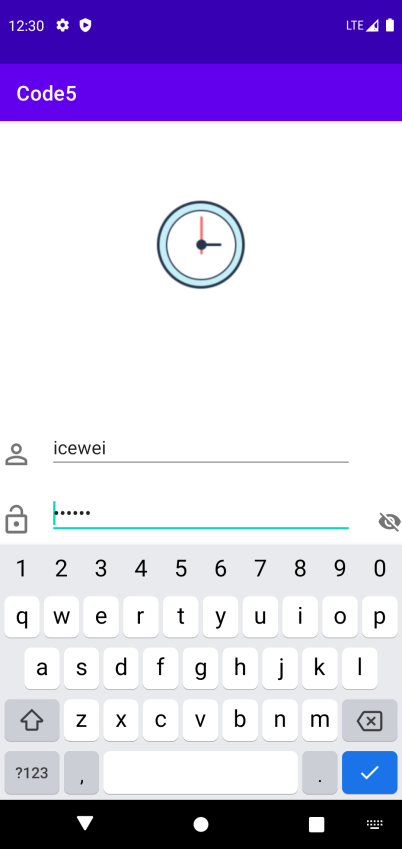 12:30 LTE
Code5
icewei
••••••
1 2 3 4 5 6 7 8 9 0
q w e r t y u i o p
a s d f g h j k l
z x c v b n m
?123 , .